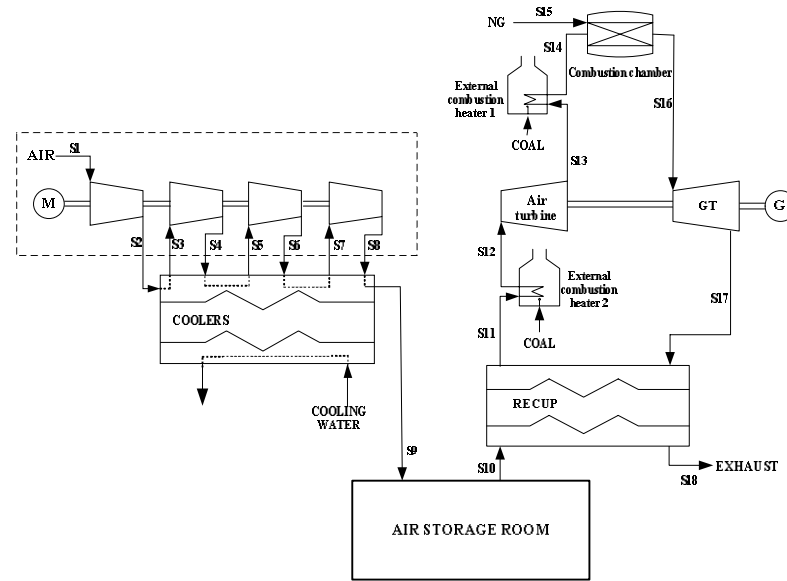 NG
S15
S14
Combustion chamber
External
combustion
heater 1
COAL
S16
S13
AIR
S1
M
S2
S3
S4
S5
S6
S7
S8
Air
turbine
GT
G
S12
External
combustion
heater 2
COAL
S11
S17
COOLERS
COOLING
WATER
RECUP
S9
S10
S18
EXHAUST
AIR STORAGE ROOM